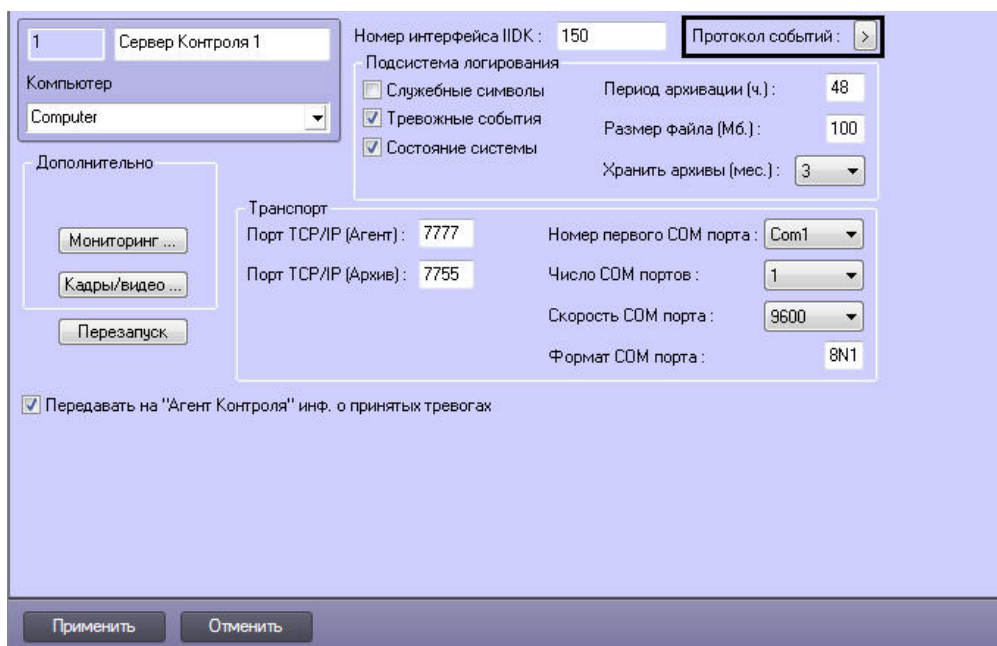 1 Сервер Контроля 1
Компьютер
Computer
Номер интерфейса IIDK : 150
Протокол событий : >
Подсистема логирования
Служебные символы
Тревожные события
Состояние системы
Период архивации (ч.) : 48
Размер файла (Мб.) : 100
Хранить архивы (мес.) : 3
Дополнительно
Мониторинг ...
Кадры/видео ...
Перезапуск
Транспорт
Порт TCP/IP (Агент) : 7777
Порт TCP/IP (Архив) : 7755
Номер первого COM порта : Com1
Число COM портов : 1
Скорость COM порта : 9600
Формат COM порта : 8N1
Передавать на "Агент Контроля" инф. о принятых тревогах
Применить Отменить